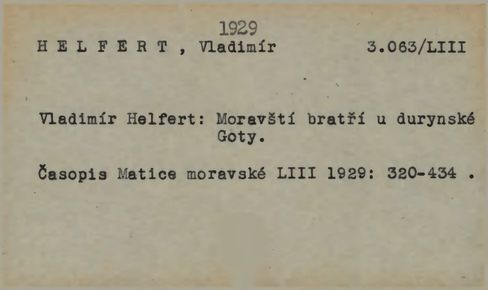 1929
H E L F E R T , Vladimír 3.063/LIII
Vladimír Helfert: Moravští bratří u durynské
Goty.
Časopis Matice moravské LIII 1929: 320-434 .